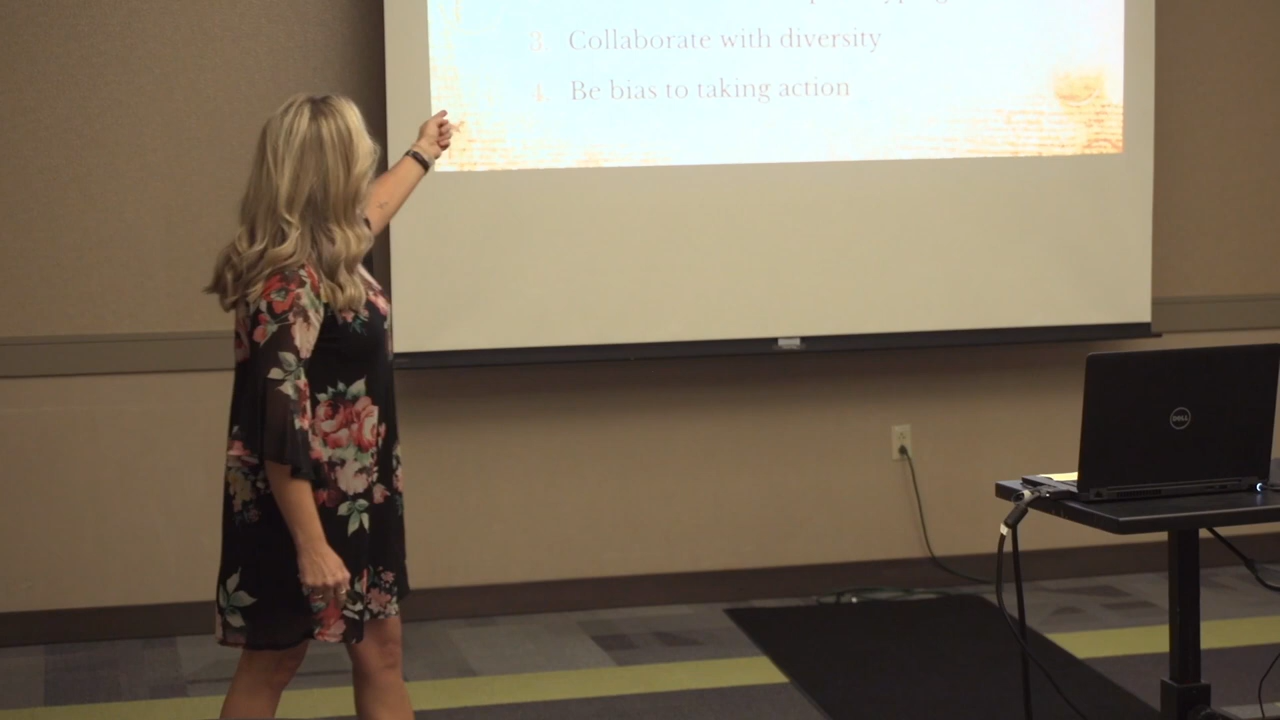 3. Collaborate with diversity
4. Be bias to taking action
DELL